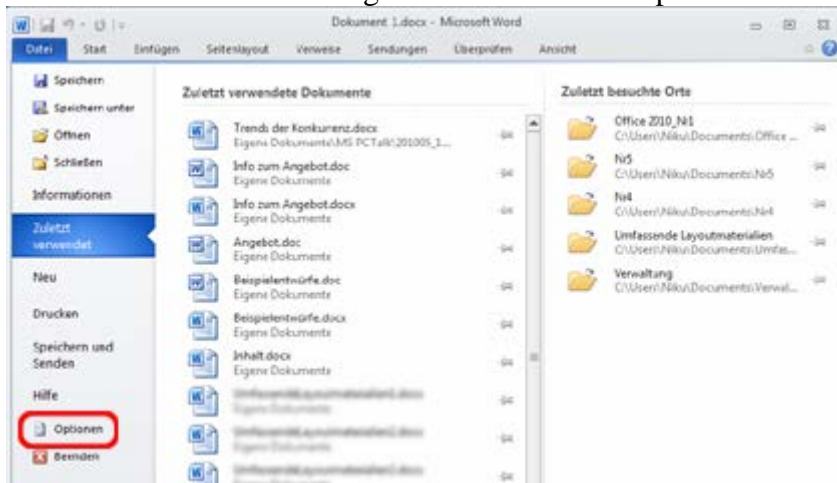 Dokument 1.docx - Microsoft Word
Datei Start Einfügen Seitenlayout Verweise Sendungen Überprüfen Ansicht
Speichern
Speichern unter
Öffnen
Schließen
Informationen
Zuletzt
verwendet
Neu
Drucken
Speichern und
Senden
Hilfe
Optionen
Beenden
Zuletzt verwendete Dokumente
Trends der Konkurrenz.docx
Eigene Dokumente\MS PCTalk\201005_1...
Info zum Angebot.doc
Eigene Dokumente
Info zum Angebot.docx
Eigene Dokumente
Angebot.doc
Eigene Dokumente
Beispielentwürfe.doc
Eigene Dokumente
Beispielentwürfe.docx
Eigene Dokumente
Inhalt.docx
Eigene Dokumente
Zuletzt besuchte Orte
Office 2010_Nr1
C:\Users\Niku\Documents\Office ...
Nr5
C:\Users\Niku\Documents\Nr5
Nr4
C:\Users\Niku\Documents\Nr4
Umfassende Layoutmaterialien
C:\Users\Niku\Documents\Umfas...
Verwaltung
C:\Users\Niku\Documents\Verwal...